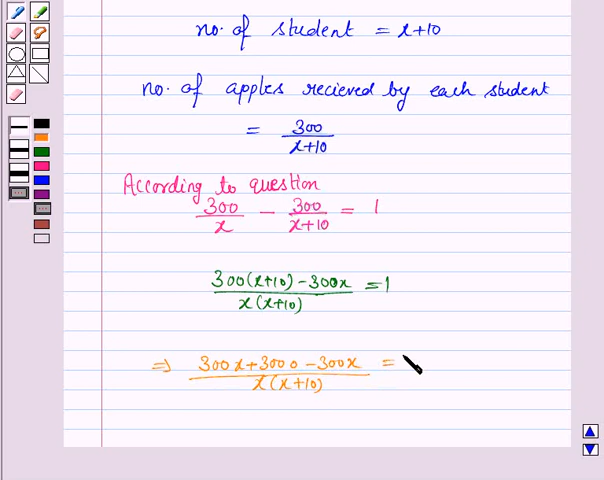 no. of student = x+10
no. of apples recieved by each student
= 300/(x+10)
According to question
300/x - 300/(x+10) = 1
(300(x+10) - 300x)/(x(x+10)) = 1
⇒ (300x+3000-300x)/(x(x+10)) =